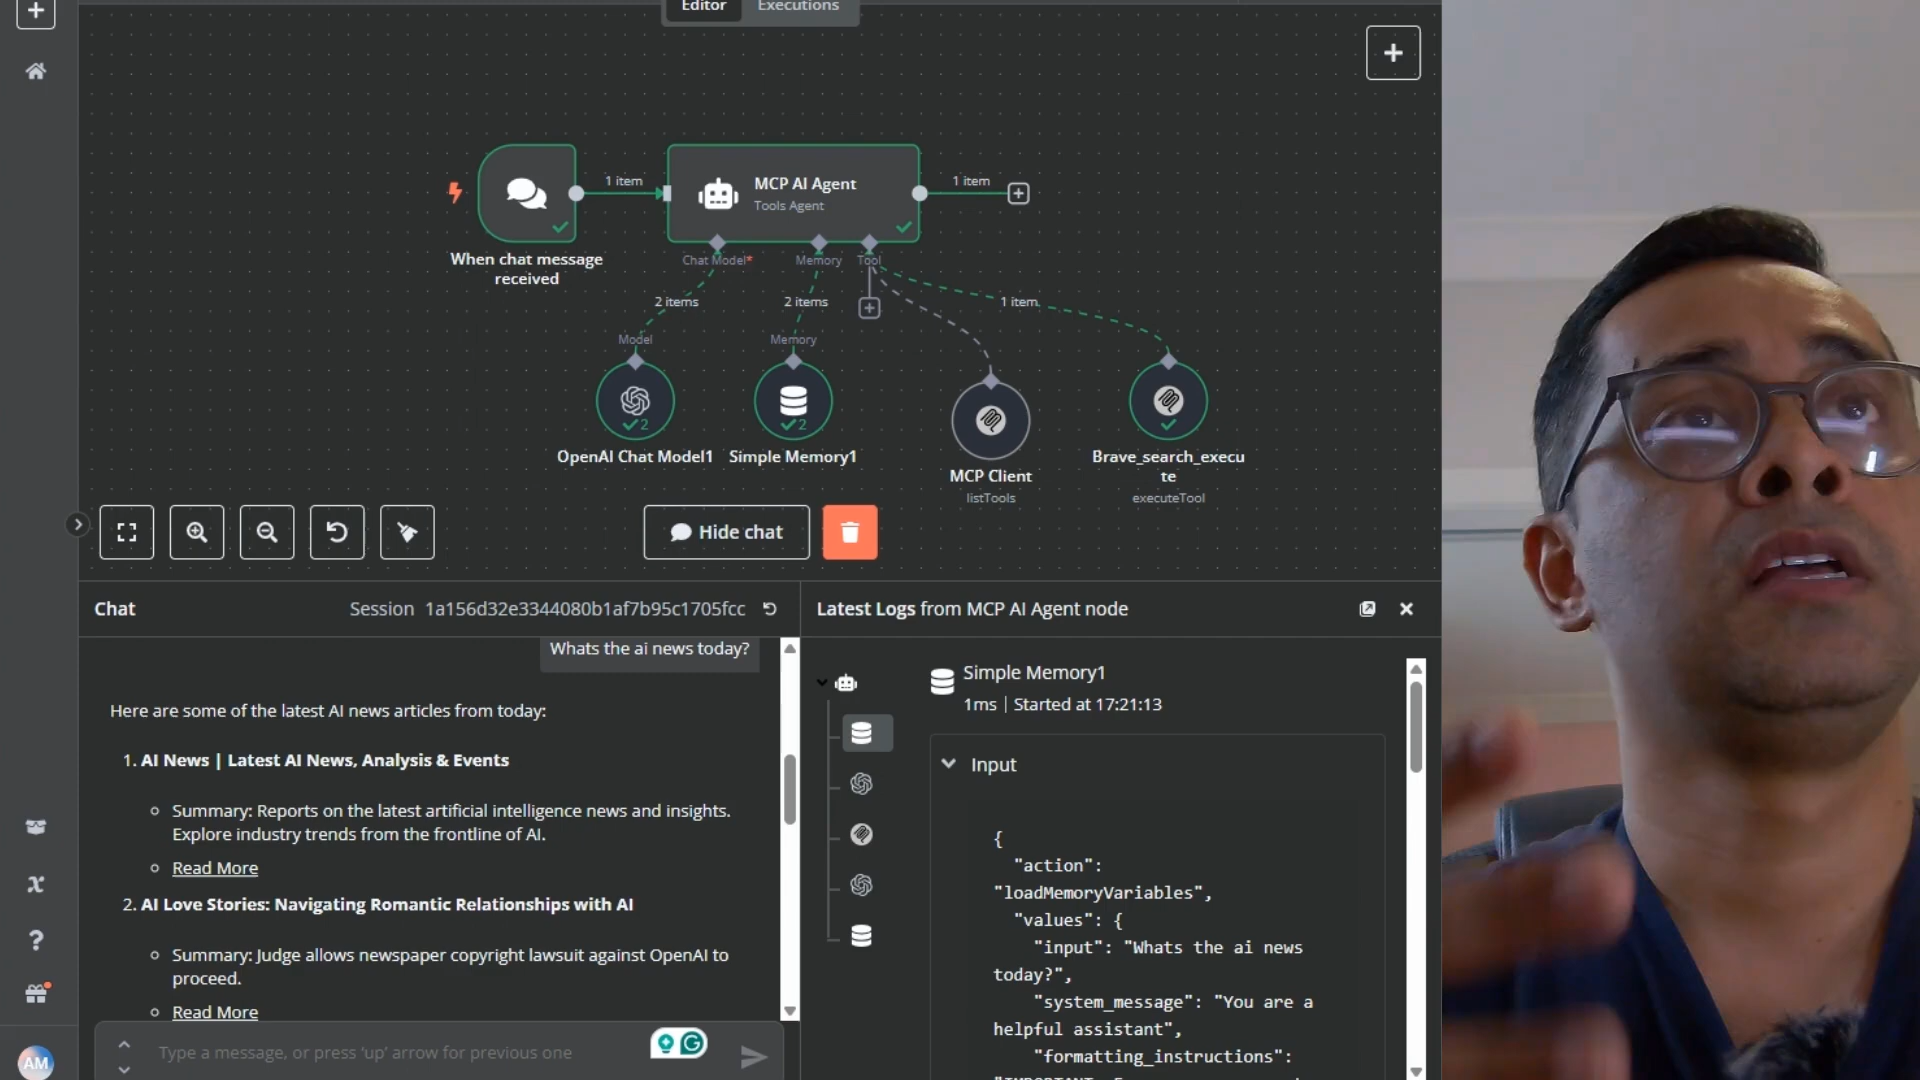 Editor
Executions
1 item
MCP AI Agent
Tools Agent
1 item
When chat message
received
Chat Model*
Memory
Tool
2 items
2 items
1 item
Model
Memory
2
2
OpenAI Chat Model1
Simple Memory1
MCP Client
listTools
Brave_search_execu
te
executeTool
Hide chat
Chat
Session 1a156d32e3344080b1af7b95c1705fcc
Latest Logs from MCP AI Agent node
Whats the ai news today?
Here are some of the latest AI news articles from today:
1. AI News | Latest AI News, Analysis & Events
Summary: Reports on the latest artificial intelligence news and insights.
Explore industry trends from the frontline of AI.
Read More
2. AI Love Stories: Navigating Romantic Relationships with AI
Summary: Judge allows newspaper copyright lawsuit against OpenAI to
proceed.
Read More
Type a message, or press 'up' arrow for previous one
Simple Memory1
1ms | Started at 17:21:13
Input
{
"action":
"loadMemoryVariables",
"values": {
"input": "Whats the ai news
today?",
"system_message": "You are a
helpful assistant",
"formatting_instructions":
AM